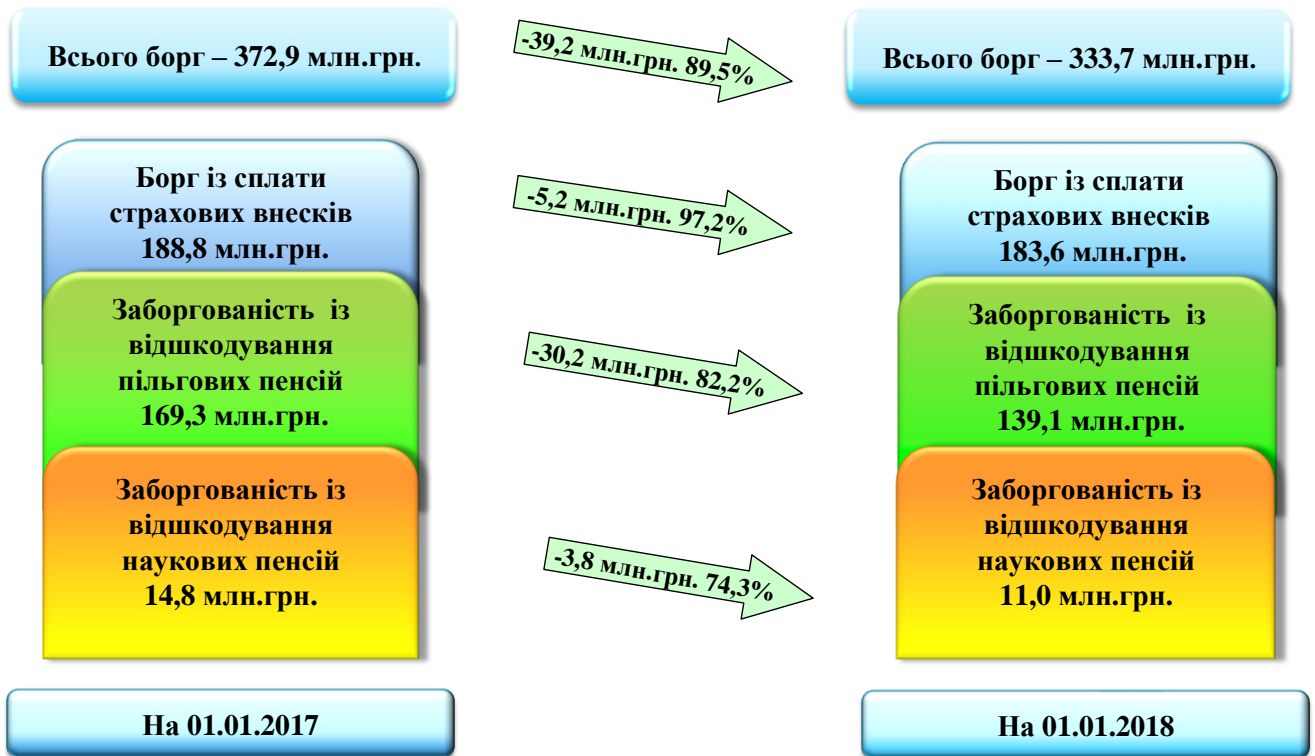 Всього борг – 372,9 млн.грн.
-39,2 млн.грн. 89,5%
Всього борг – 333,7 млн.грн.
Борг із сплати
страхових внесків
188,8 млн.грн.
-5,2 млн.грн. 97,2%
Борг із сплати
страхових внесків
183,6 млн.грн.
Заборгованість із
відшкодування
пільгових пенсій
169,3 млн.грн.
-30,2 млн.грн. 82,2%
Заборгованість із
відшкодування
пільгових пенсій
139,1 млн.грн.
Заборгованість із
відшкодування
наукових пенсій
14,8 млн.грн.
-3,8 млн.грн. 74,3%
Заборгованість із
відшкодування
наукових пенсій
11,0 млн.грн.
На 01.01.2017
На 01.01.2018